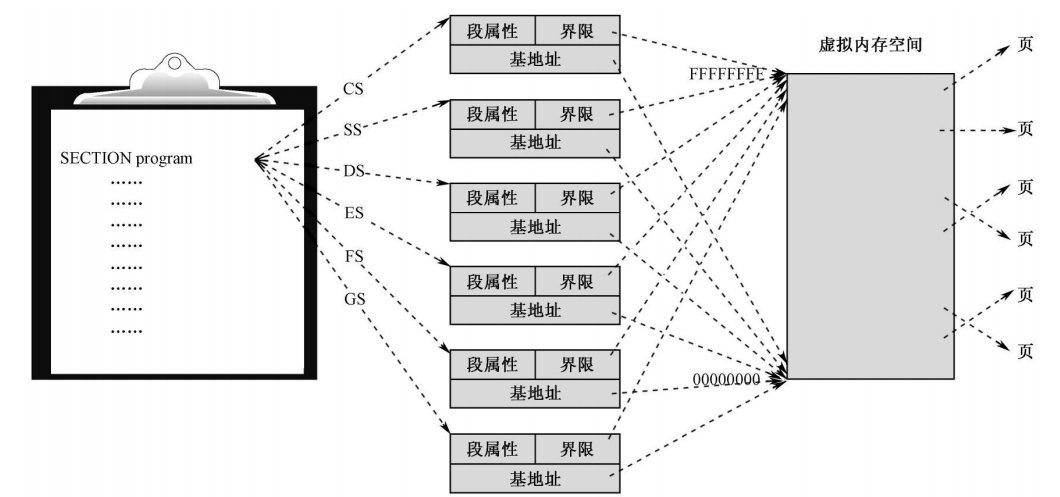 SECTION program
……
……
……
……
……
……
……
……
CS
SS
DS
ES
FS
GS
段属性 界限
基地址
段属性 界限
基地址
段属性 界限
基地址
段属性 界限
基地址
段属性 界限
基地址
段属性 界限
基地址
虚拟内存空间
FFFFFFFF
00000000
页
页
页
页
页
页